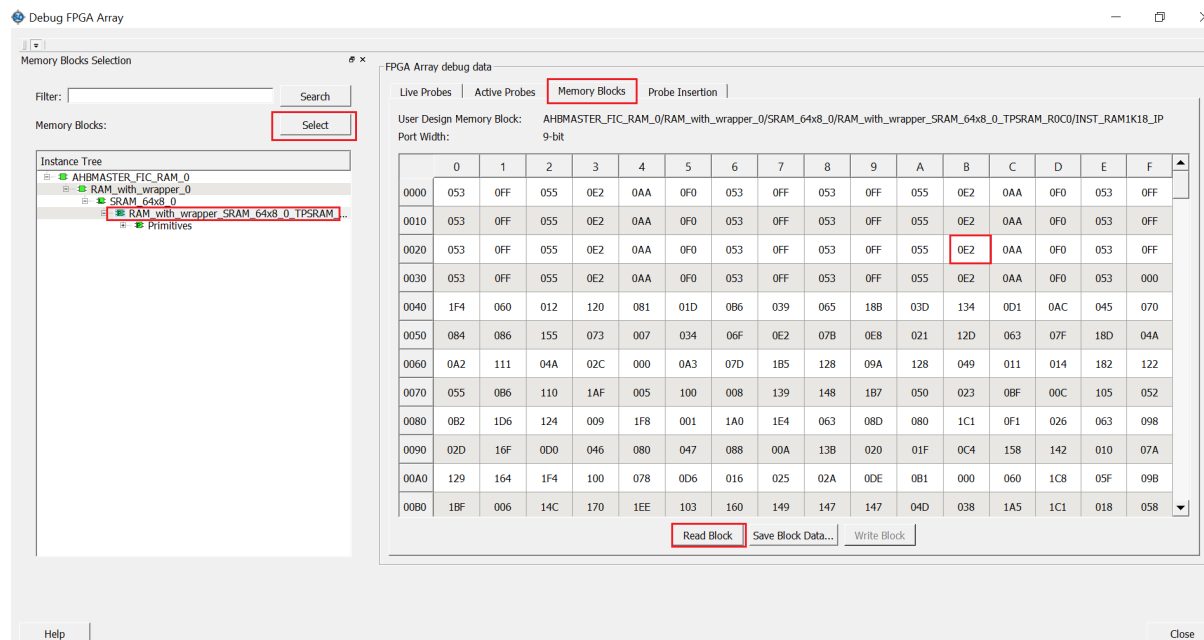 Debug FPGA Array
Memory Blocks Selection
Filter:
Search
Memory Blocks:
Select
Instance Tree
AHBMASTER_FIC_RAM_0
RAM_with_wrapper_0
SRAM_64x8_0
RAM_with_wrapper_SRAM_64x8_0_TPSRAM_...
Primitives
FPGA Array debug data
Live Probes Active Probes Memory Blocks Probe Insertion
User Design Memory Block: AHBMASTER_FIC_RAM_0/RAM_with_wrapper_0/SRAM_64x8_0/RAM_with_wrapper_SRAM_64x8_0_TPSRAM_R0C0/INST_RAM1K18_IP
Port Width: 9-bit
0 1 2 3 4 5 6 7 8 9 A B C D E F
0000 053 0FF 055 0E2 0AA 0F0 053 0FF 053 0FF 055 0E2 0AA 0F0 053 0FF
0010 053 0FF 055 0E2 0AA 0F0 053 0FF 053 0FF 055 0E2 0AA 0F0 053 0FF
0020 053 0FF 055 0E2 0AA 0F0 053 0FF 053 0FF 055 0E2 0AA 0F0 053 0FF
0030 053 0FF 055 0E2 0AA 0F0 053 0FF 053 0FF 055 0E2 0AA 0F0 053 000
0040 1F4 060 012 120 081 01D 0B6 039 065 18B 03D 134 0D1 0AC 045 070
0050 084 086 155 073 007 034 06F 0E2 07B 0E8 021 12D 063 07F 18D 04A
0060 0A2 111 04A 02C 000 0A3 07D 1B5 128 09A 128 049 011 014 182 122
0070 055 0B6 110 1AF 005 100 008 139 148 1B7 050 023 0BF 00C 105 052
0080 0B2 1D6 124 009 1F8 001 1A0 1E4 063 08D 080 1C1 0F1 026 063 098
0090 02D 16F 0D0 046 080 047 088 00A 13B 020 01F 0C4 158 142 010 07A
00A0 129 164 1F4 100 078 0D6 016 025 02A 0DE 0B1 000 060 1C8 05F 09B
00B0 1BF 006 14C 170 1EE 103 160 149 147 147 04D 038 1A5 1C1 018 058
Read Block Save Block Data... Write Block
Help
Close